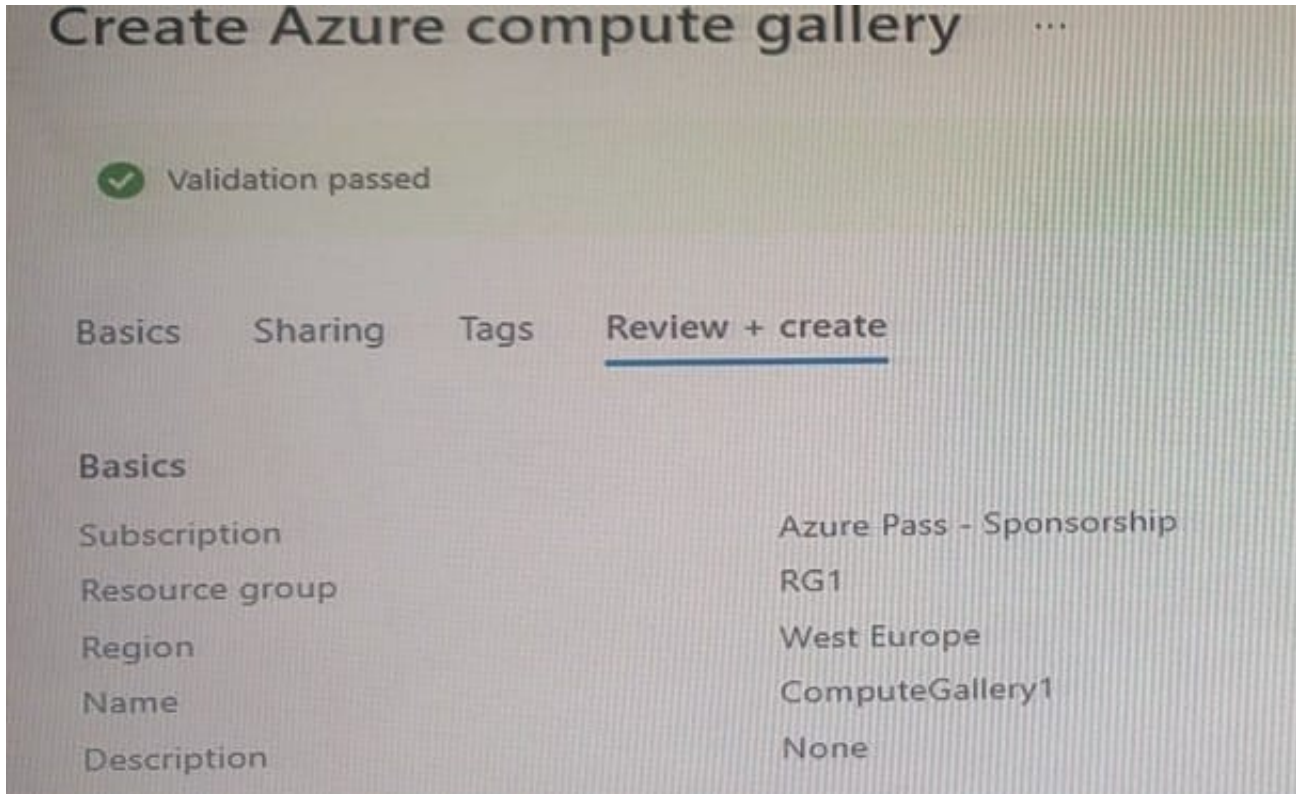 Create Azure compute gallery ...
Validation passed
Basics Sharing Tags Review + create
Basics
Subscription Azure Pass - Sponsorship
Resource group RG1
Region West Europe
Name ComputeGallery1
Description None